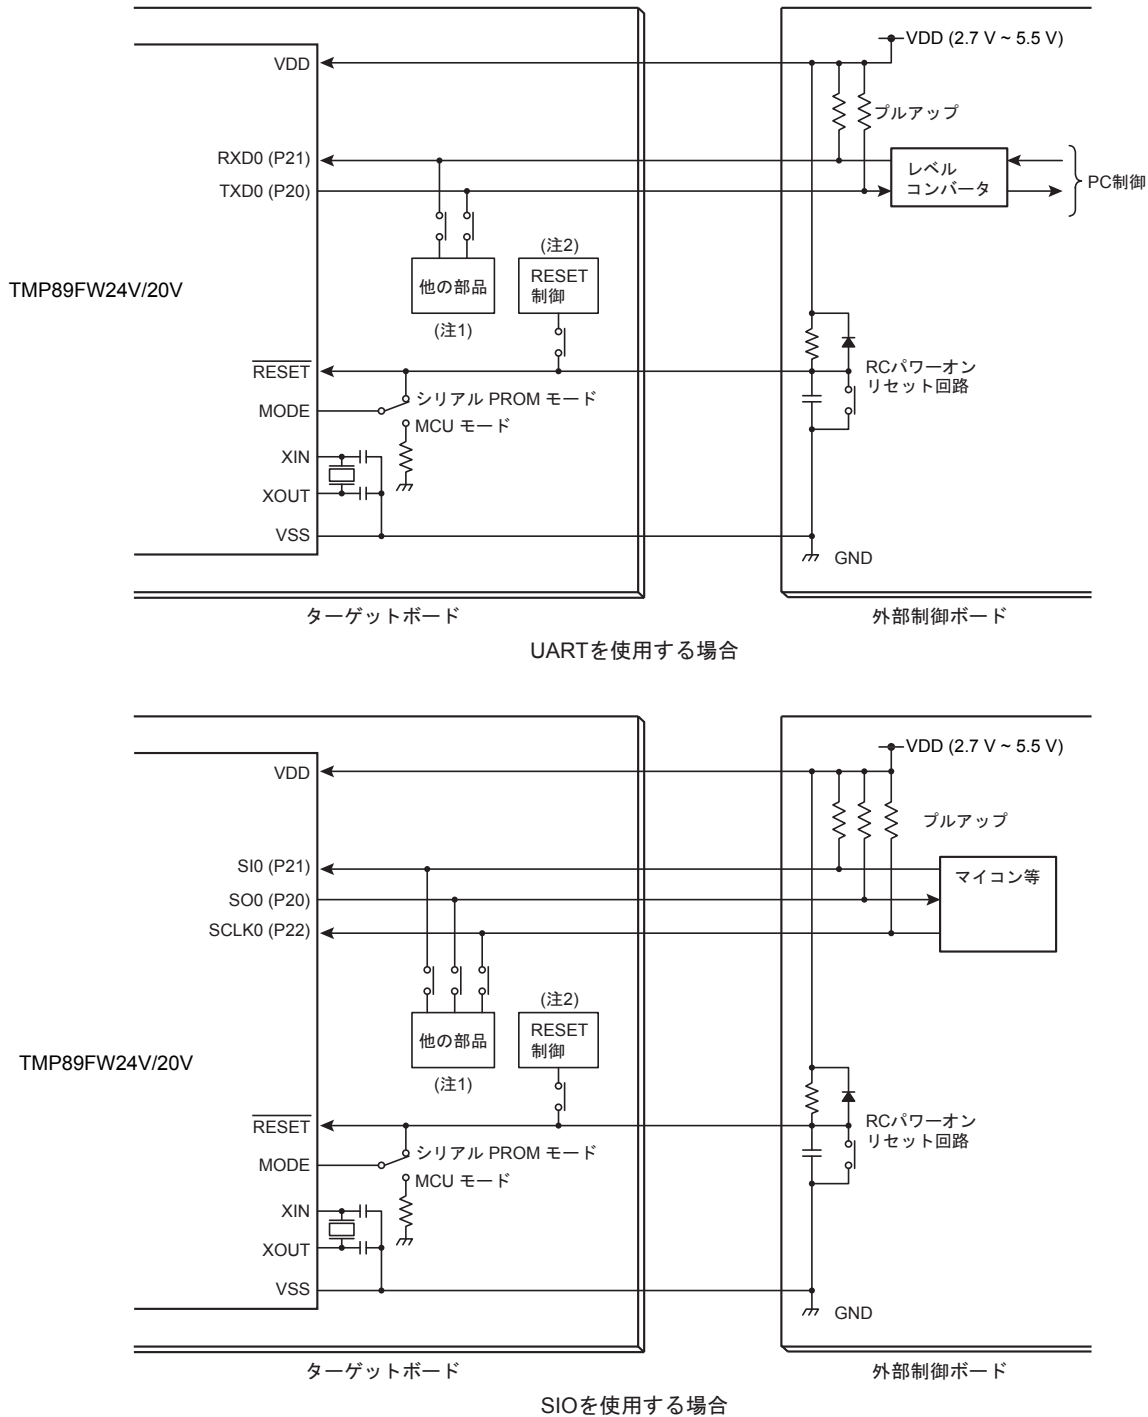 VDD (2.7 V ~ 5.5 V)
VDD
プルアップ
RXD0 (P21)
TXD0 (P20)
レベル
コンバータ
PC制御
(注2)
RESET
制御
他の部品
(注1)
TMP89FW24V/20V
RESET
RCパワーオン
リセット回路
シリアル PROM モード
MODE
MCU モード
XIN
XOUT
VSS
GND
ターゲットボード
外部制御ボード
UARTを使用する場合
VDD (2.7 V ~ 5.5 V)
VDD
プルアップ
SI0 (P21)
SO0 (P20)
SCLK0 (P22)
マイコン等
(注2)
RESET
制御
他の部品
(注1)
TMP89FW24V/20V
RESET
RCパワーオン
リセット回路
シリアル PROM モード
MODE
MCU モード
XIN
XOUT
VSS
GND
ターゲットボード
外部制御ボード
SIOを使用する場合